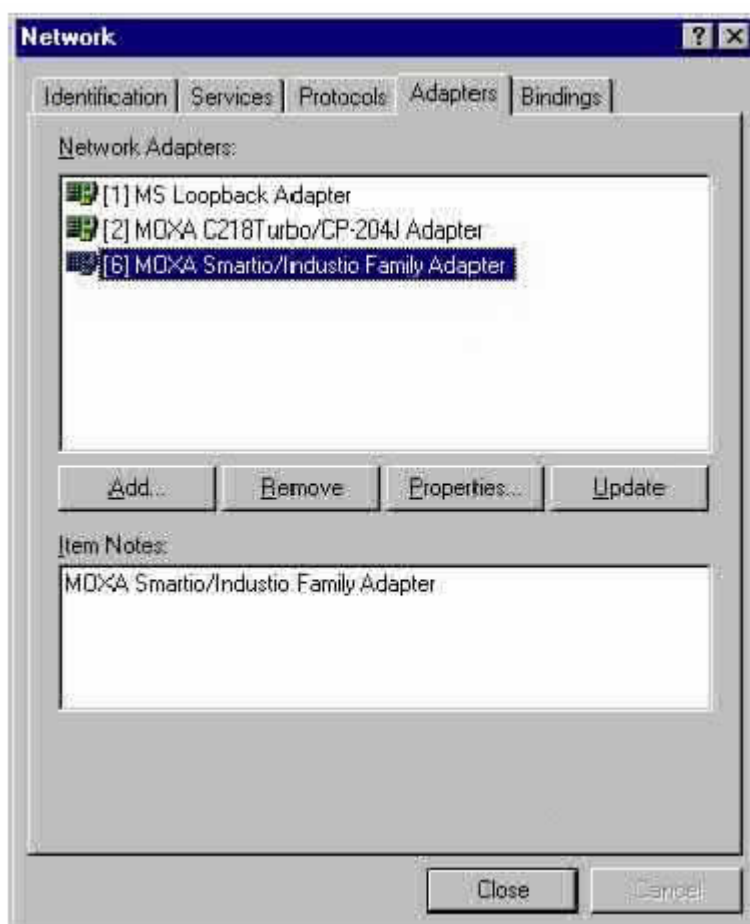 Network
Identification Services Protocols Adapters Bindings
Network Adapters:
[1] MS Loopback Adapter
[2] MOXA C218Turbo/CP-204J Adapter
[6] MOXA Smartio/Industio Family Adapter
Add... Remove Properties... Update
Item Notes:
MOXA Smartio/Industio Family Adapter
Close Cancel